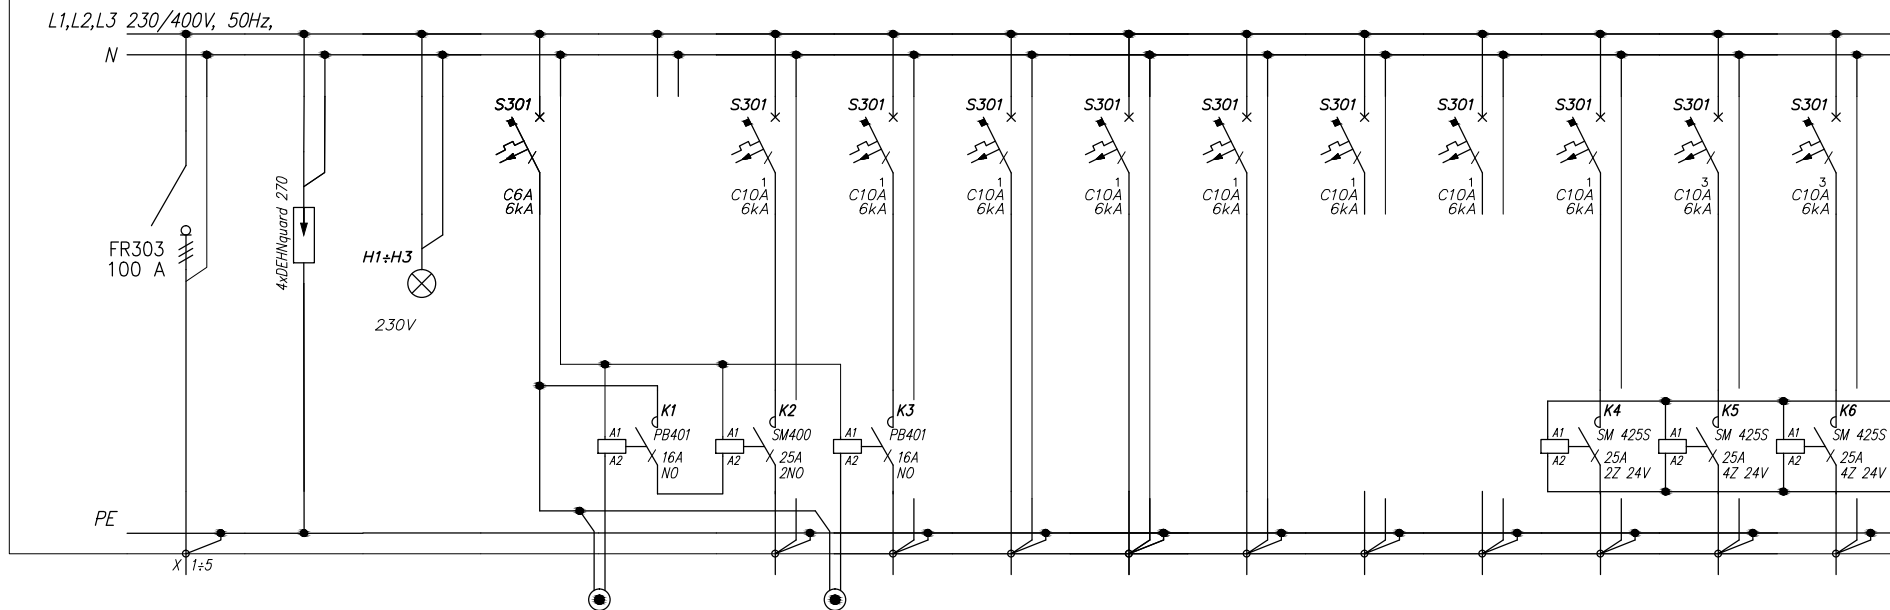 L1,L2,L3 230/400V, 50Hz,
N
S301
S301
S301
S301
S301
S301
S301
S301
S301
S301
S301
C6A
6kA
1
C10A
6kA
1
C10A
6kA
1
C10A
6kA
1
C10A
6kA
1
C10A
6kA
1
C10A
6kA
1
C10A
6kA
1
C10A
6kA
3
C10A
6kA
3
C10A
6kA
FR303
100 A
4xDEHNguard 270
H1÷H3
230V
K1
PB401
A1
A2
16A
NO
K2
SM400
A1
A2
25A
2NO
K3
PB401
A1
A2
16A
NO
K4
SM 425S
A1
A2
25A
2Z 24V
K5
SM 425S
A1
A2
25A
4Z 24V
K6
SM 425S
A1
A2
25A
4Z 24V
PE
X 1÷5